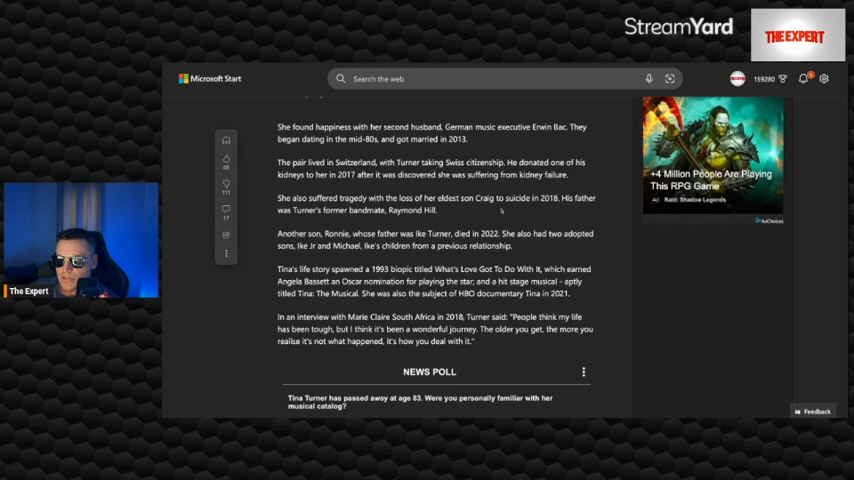 StreamYard
THE EXPERT
Microsoft Start
Search the web
159280
She found happiness with her second husband, German music executive Erwin Bac. They
began dating in the mid-80s, and got married in 2013.
The pair lived in Switzerland, with Turner taking Swiss citizenship. He donated one of his
kidneys to her in 2017 after it was discovered she was suffering from kidney failure.
She also suffered tragedy with the loss of her eldest son Craig to suicide in 2018. His father
was Turner's former bandmate, Raymond Hill.
Another son, Ronnie, whose father was Ike Turner, died in 2022. She also had two adopted
sons, Ike Jr and Michael, Ike's children from a previous relationship.
Tina's life story spawned a 1993 biopic titled What's Love Got To Do With It, which earned
Angela Bassett an Oscar nomination for playing the star; and a hit stage musical - aptly
titled Tina: The Musical. She was also the subject of HBO documentary Tina in 2021.
In an interview with Marie Claire South Africa in 2018, Turner said: "People think my life
has been tough, but I think it's been a wonderful journey. The older you get, the more you
realise it's not what happened, it's how you deal with it."
NEWS POLL
Tina Turner has passed away at age 83. Were you personally familiar with her
musical catalog?
48
111
17
+4 Million People Are Playing
This RPG Game
Ad Raid: Shadow Legends
AdChoices
The Expert
Feedback